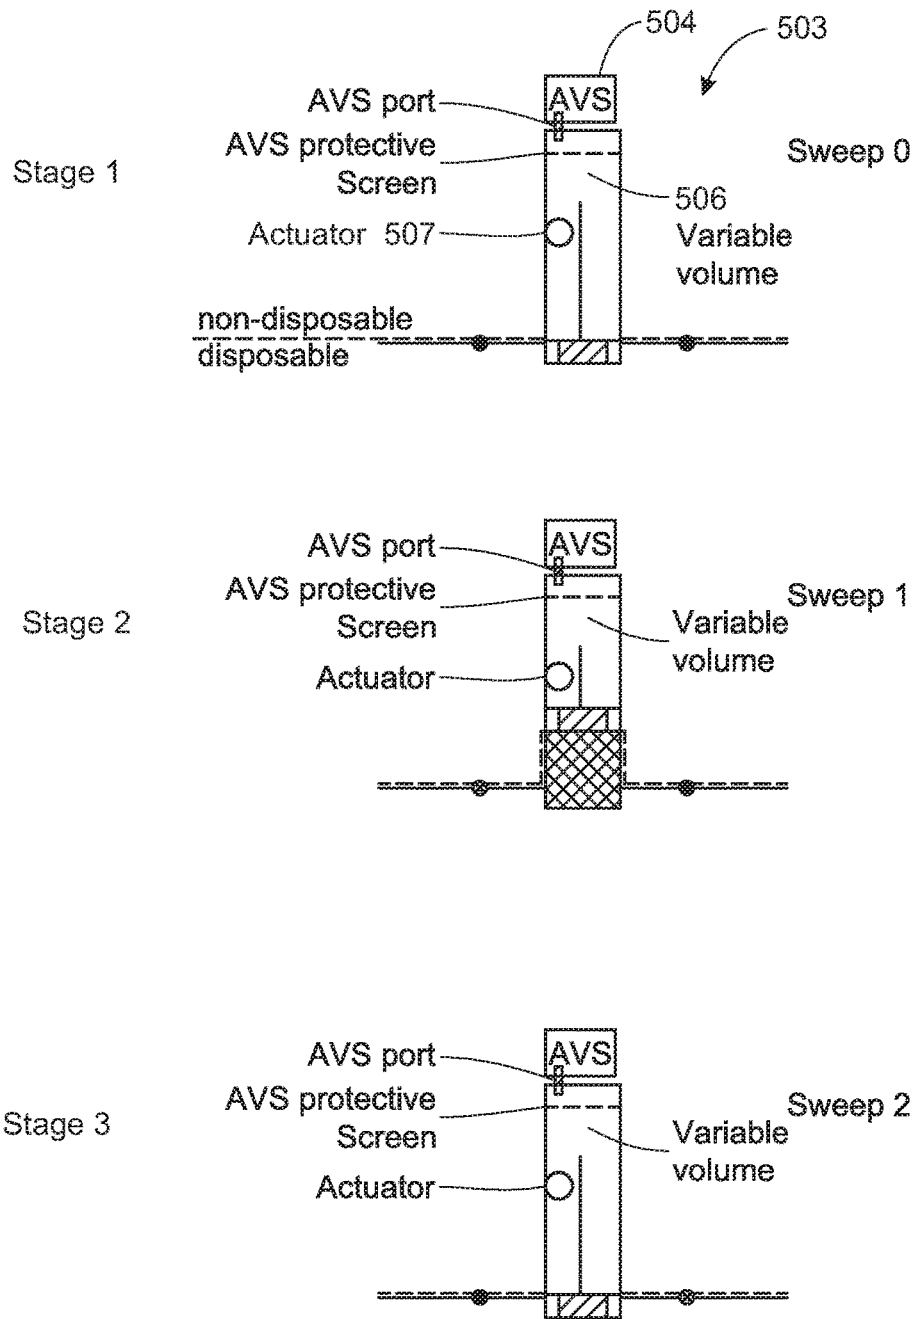 504
503
AVS
AVS port
AVS protective
Screen
Stage 1
Sweep 0
506
Actuator 507
Variable
volume
non-disposable
disposable
AVS
AVS port
AVS protective
Screen
Stage 2
Sweep 1
Variable
volume
Actuator
AVS
AVS port
AVS protective
Screen
Stage 3
Sweep 2
Variable
volume
Actuator